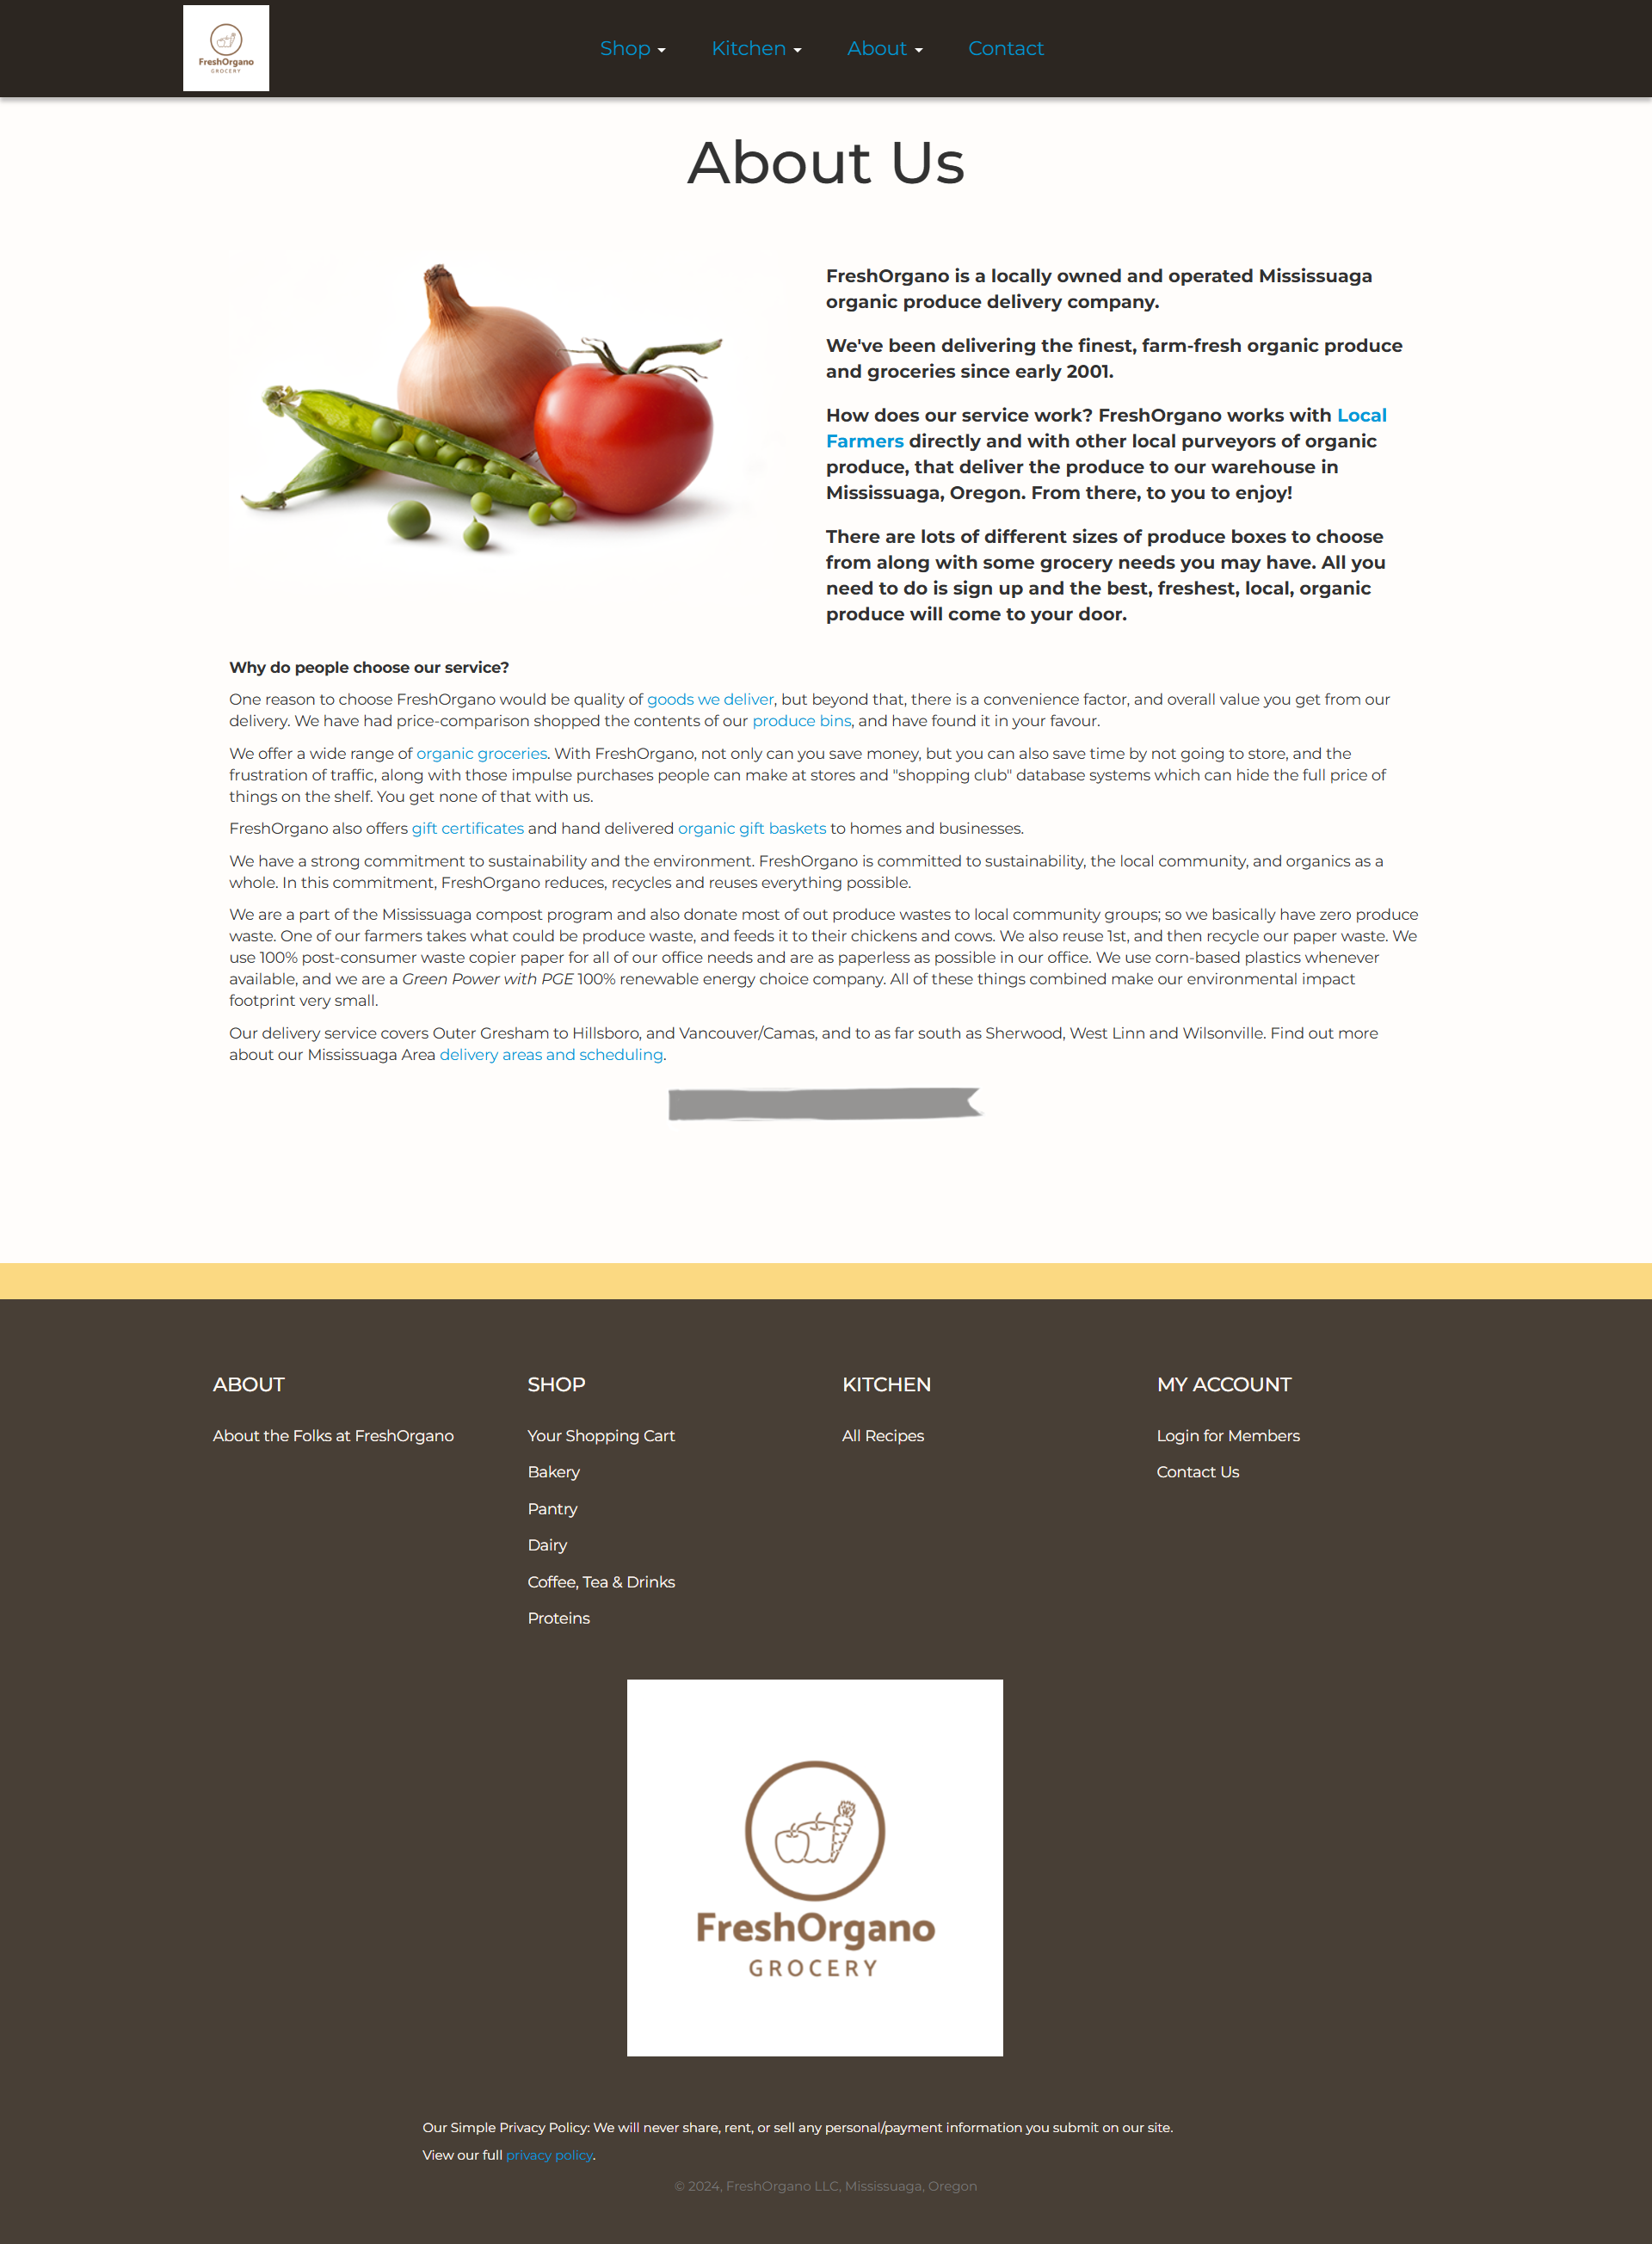 FreshOrgano
GROCERY
Shop
Kitchen
About
Contact
About Us
FreshOrgano is a locally owned and operated Mississuaga
organic produce delivery company.
We've been delivering the finest, farm-fresh organic produce
and groceries since early 2001.
How does our service work? FreshOrgano works with Local
Farmers directly and with other local purveyors of organic
produce, that deliver the produce to our warehouse in
Mississuaga, Oregon. From there, to you to enjoy!
There are lots of different sizes of produce boxes to choose
from along with some grocery needs you may have. All you
need to do is sign up and the best, freshest, local, organic
produce will come to your door.
Why do people choose our service?
One reason to choose FreshOrgano would be quality of goods we deliver, but beyond that, there is a convenience factor, and overall value you get from our
delivery. We have had price-comparison shopped the contents of our produce bins, and have found it in your favour.
We offer a wide range of organic groceries. With FreshOrgano, not only can you save money, but you can also save time by not going to store, and the
frustration of traffic, along with those impulse purchases people can make at stores and "shopping club" database systems which can hide the full price of
things on the shelf. You get none of that with us.
FreshOrgano also offers gift certificates and hand delivered organic gift baskets to homes and businesses.
We have a strong commitment to sustainability and the environment. FreshOrgano is committed to sustainability, the local community, and organics as a
whole. In this commitment, FreshOrgano reduces, recycles and reuses everything possible.
We are a part of the Mississuaga compost program and also donate most of out produce wastes to local community groups; so we basically have zero produce
waste. One of our farmers takes what could be produce waste, and feeds it to their chickens and cows. We also reuse 1st, and then recycle our paper waste. We
use 100% post-consumer waste copier paper for all of our office needs and are as paperless as possible in our office. We use corn-based plastics whenever
available, and we are a Green Power with PGE 100% renewable energy choice company. All of these things combined make our environmental impact
footprint very small.
Our delivery service covers Outer Gresham to Hillsboro, and Vancouver/Camas, and to as far south as Sherwood, West Linn and Wilsonville. Find out more
about our Mississuaga Area delivery areas and scheduling.
ABOUT
About the Folks at FreshOrgano
SHOP
Your Shopping Cart
Bakery
Pantry
Dairy
Coffee, Tea & Drinks
Proteins
KITCHEN
All Recipes
MY ACCOUNT
Login for Members
Contact Us
FreshOrgano
GROCERY
Our Simple Privacy Policy: We will never share, rent, or sell any personal/payment information you submit on our site.
View our full privacy policy.
© 2024, FreshOrgano LLC, Mississuaga, Oregon